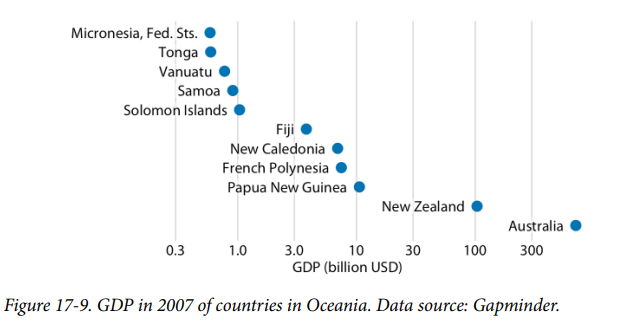 Micronesia, Fed. Sts.
Tonga
Vanuatu
Samoa
Solomon Islands
Fiji
New Caledonia
French Polynesia
Papua New Guinea
New Zealand
Australia
0.3 1.0 3.0 10 30 100 300
GDP (billion USD)
Figure 17-9. GDP in 2007 of countries in Oceania. Data source: Gapminder.